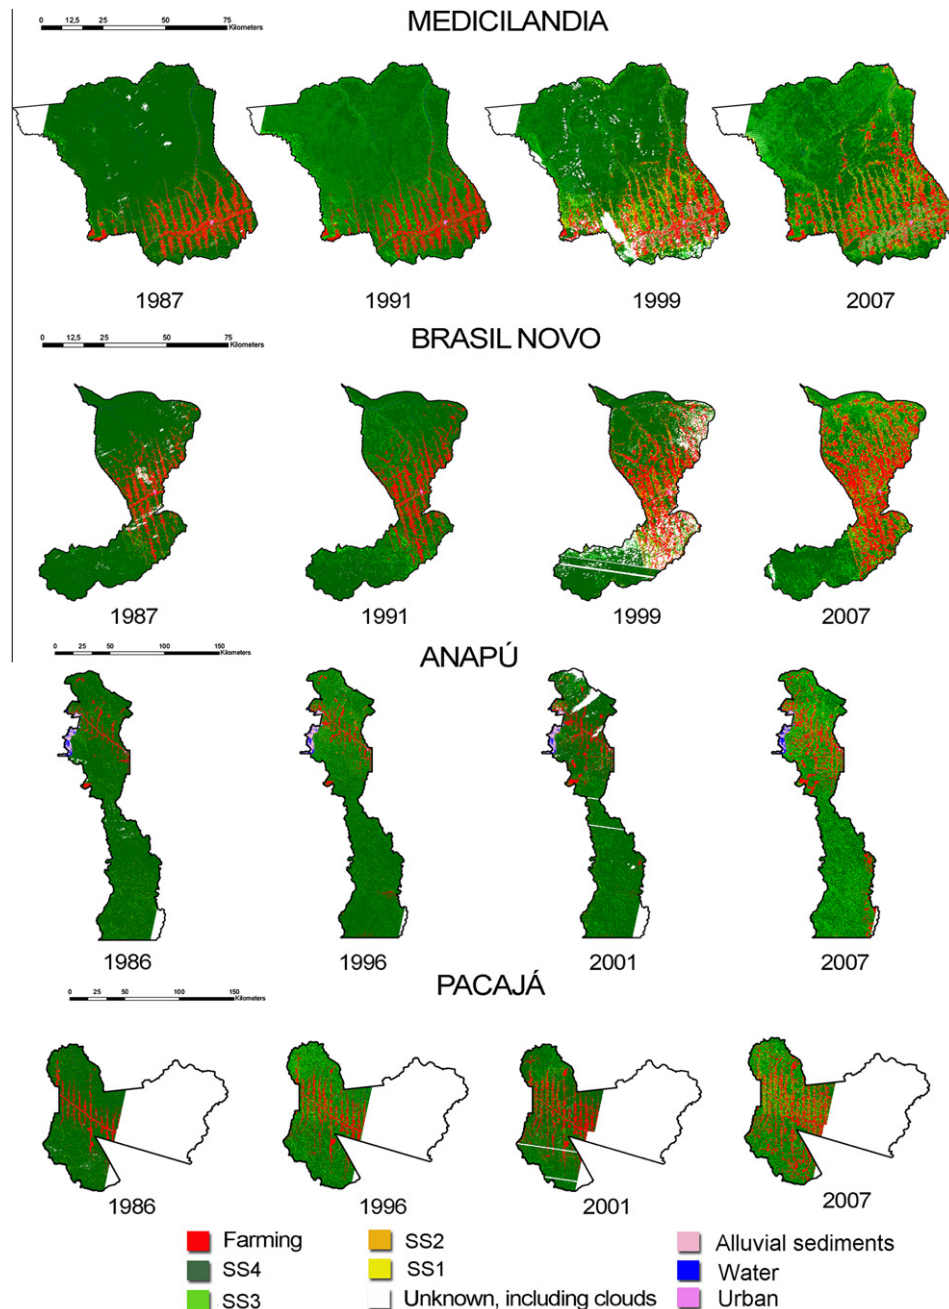 MEDICILANDIA
0 12,5 25 50 75
Kilometers
1987 1991 1999 2007
BRASIL NOVO
0 12,5 25 50 75
Kilometers
1987 1991 1999 2007
ANAPÚ
0 25 50 100 150
Kilometers
1986 1996 2001 2007
PACAJÁ
0 25 50 100 150
Kilometers
1986 1996 2001 2007
Farming SS2 Alluvial sediments
SS4 SS1 Water
SS3 Unknown, including clouds Urban